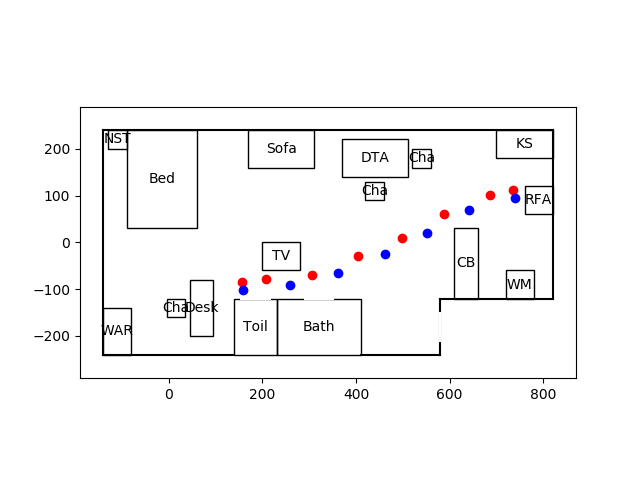 NST
KS
200
Sofa
DTA
Cha
Bed
100
Cha
RFA
0
TV
CB
-100
WM
Cha
Desk
WAR
Toil
Bath
−200
0
200
400
600
800